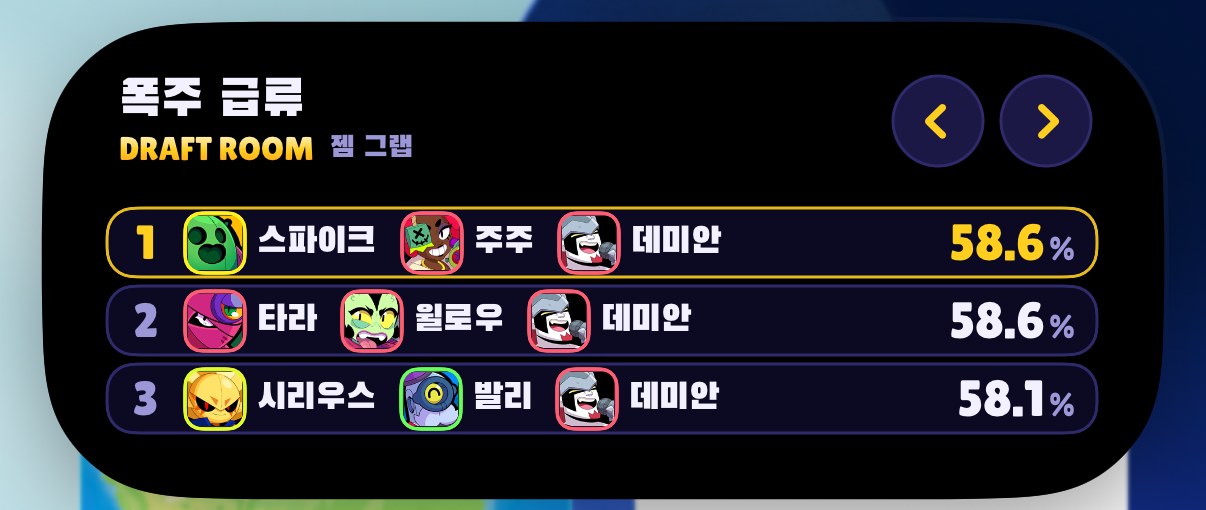 폭주 급류
DRAFT ROOM 젬 그랩
1 스파이크 주주 데미안 58.6%
2 타라 윌로우 데미안 58.6%
3 시리우스 발리 데미안 58.1%